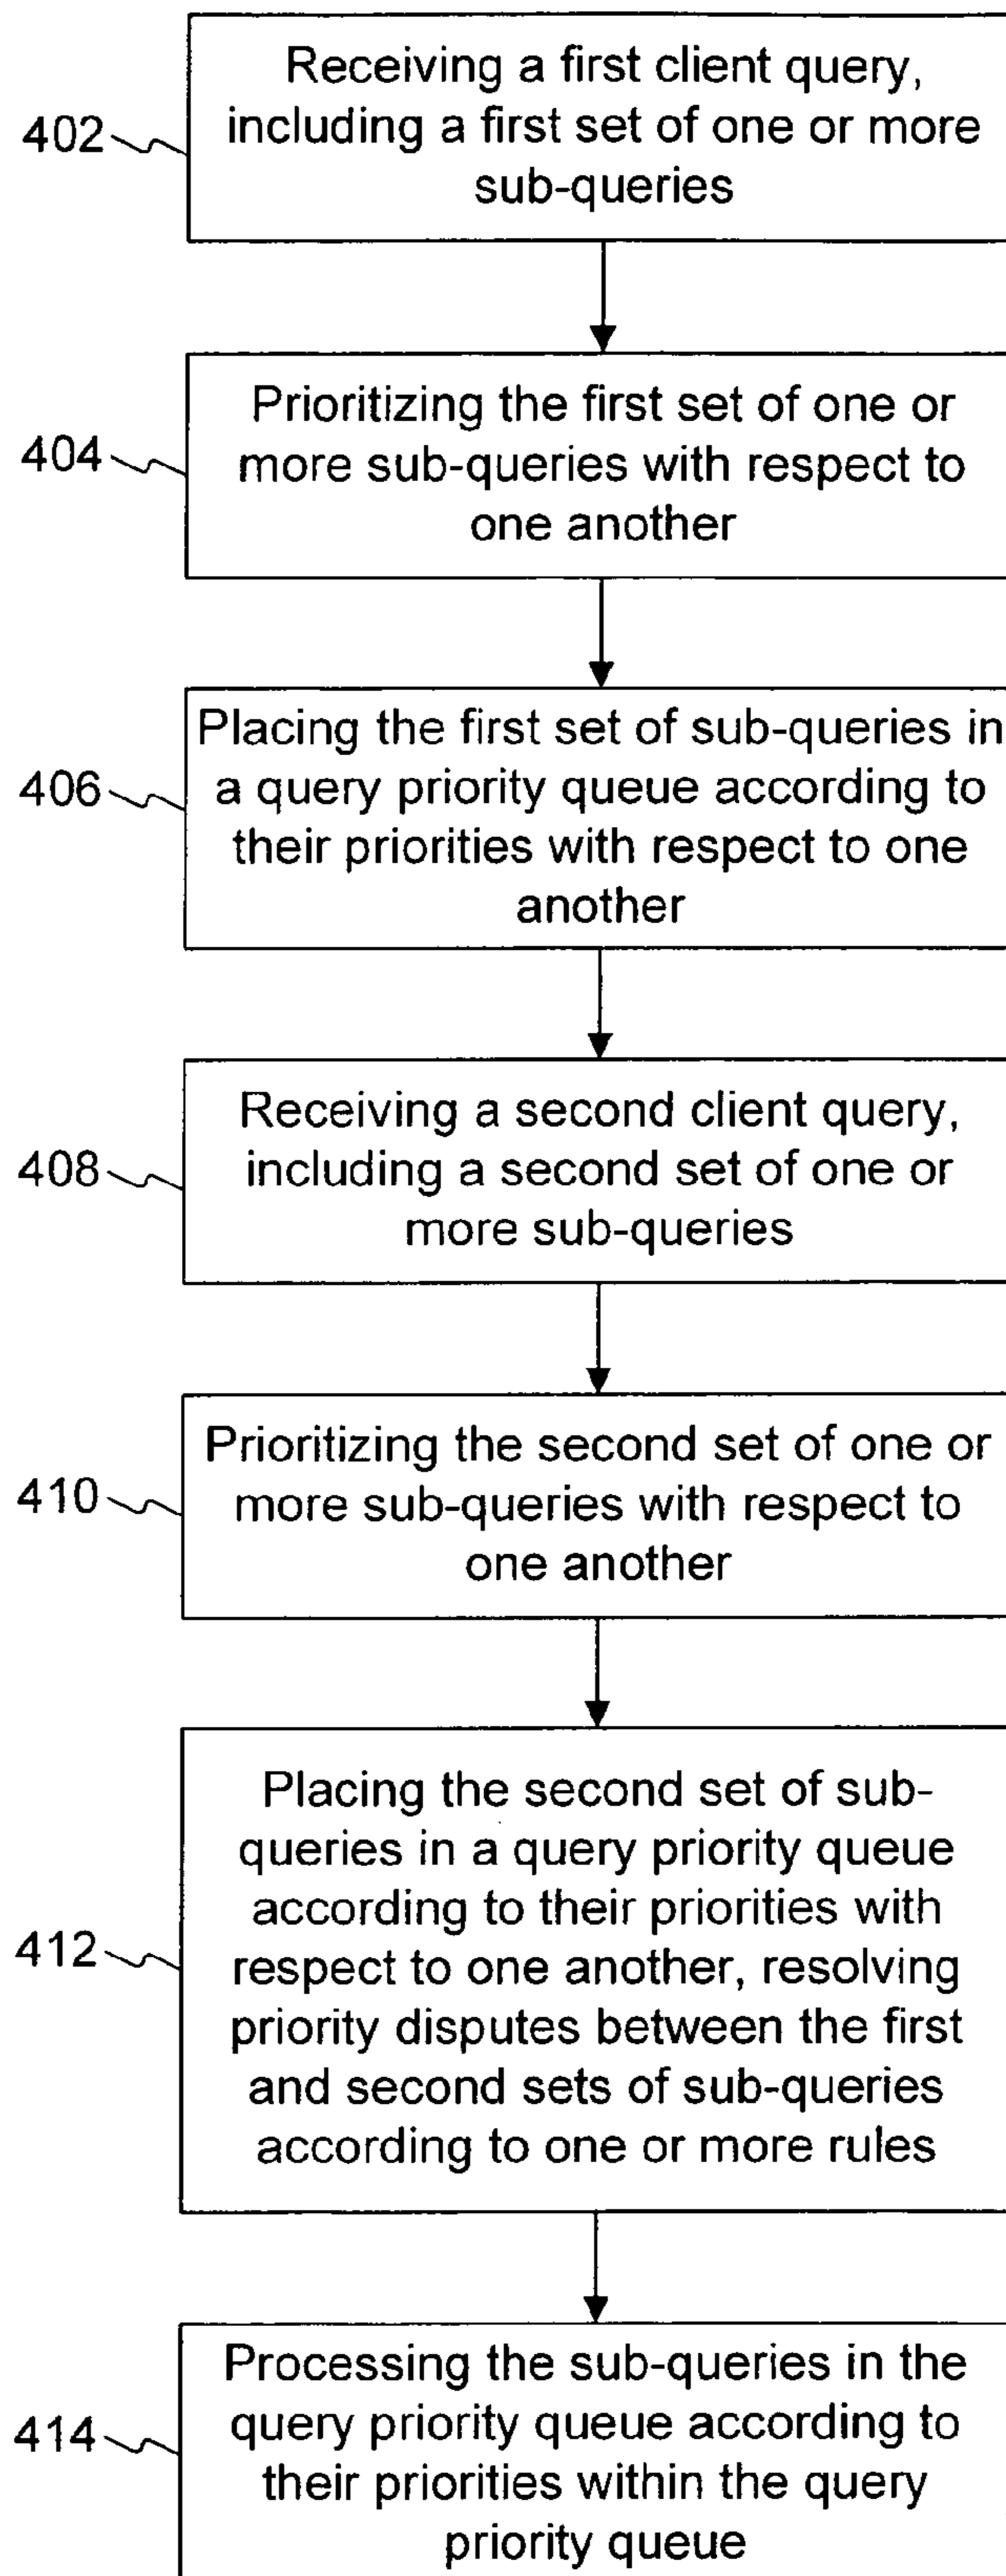 Receiving a first client query,
402
including a first set of one or more
sub-queries
Prioritizing the first set of one or
404
more sub-queries with respect to
one another
Placing the first set of sub-queries in
406
a query priority queue according to
their priorities with respect to one
another
Receiving a second client query,
408
including a second set of one or
more sub-queries
Prioritizing the second set of one or
410
more sub-queries with respect to
one another
Placing the second set of sub-
queries in a query priority queue
according to their priorities with
412
respect to one another, resolving
priority disputes between the first
and second sets of sub-queries
according to one or more rules
Processing the sub-queries in the
414
query priority queue according to
their priorities within the query
priority queue